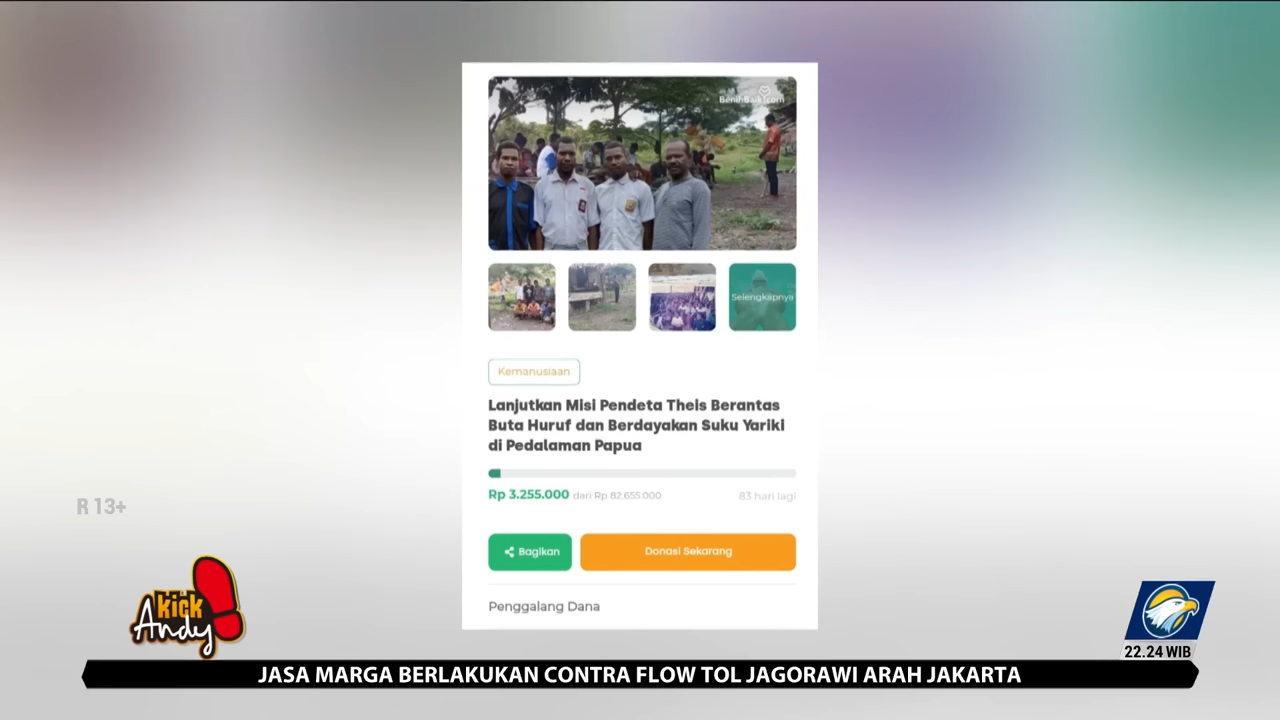 BenihBaik.com
Selengkapnya
Kemanusiaan
Lanjutkan Misi Pendeta Theis Berantas
Buta Huruf dan Berdayakan Suku Yariki
di Pedalaman Papua
Rp 3.255.000 dari Rp 82.655.000
83 hari lagi
Bagikan
Donasi Sekarang
Penggalang Dana
R 13+
kick
Andy
22.24 WIB
JASA MARGA BERLAKUKAN CONTRA FLOW TOL JAGORAWI ARAH JAKARTA